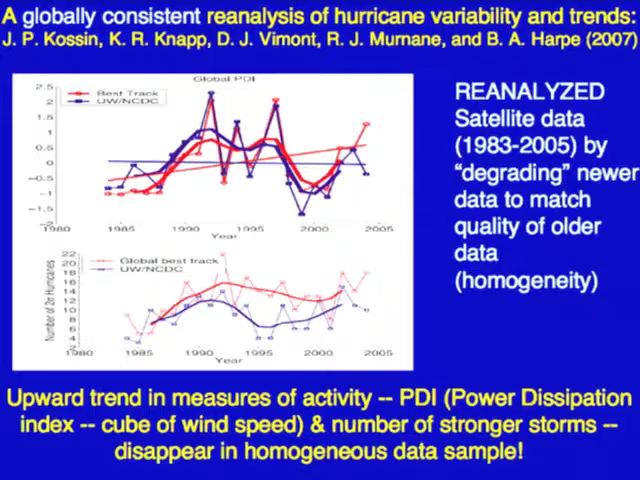 A globally consistent reanalysis of hurricane variability and trends:
J. P. Kossin, K. R. Knapp, D. J. Vimont, R. J. Murnane, and B. A. Harpe (2007)
Global PDI
2.5
2
1.5
1
0.5
0
−0.5
−1
−1.5
−2
Best Track
UW/NCDC
1980 1985 1990 1995 2000 2005
Year
Number of 2σ Hurricanes
22
20
18
16
14
12
10
8
6
4
2
Global best track
UW/NCDC
1980 1985 1990 1995 2000 2005
Year
REANALYZED
Satellite data
(1983-2005) by
“degrading” newer
data to match
quality of older
data
(homogeneity)
Upward trend in measures of activity -- PDI (Power Dissipation
index -- cube of wind speed) & number of stronger storms --
disappear in homogeneous data sample!